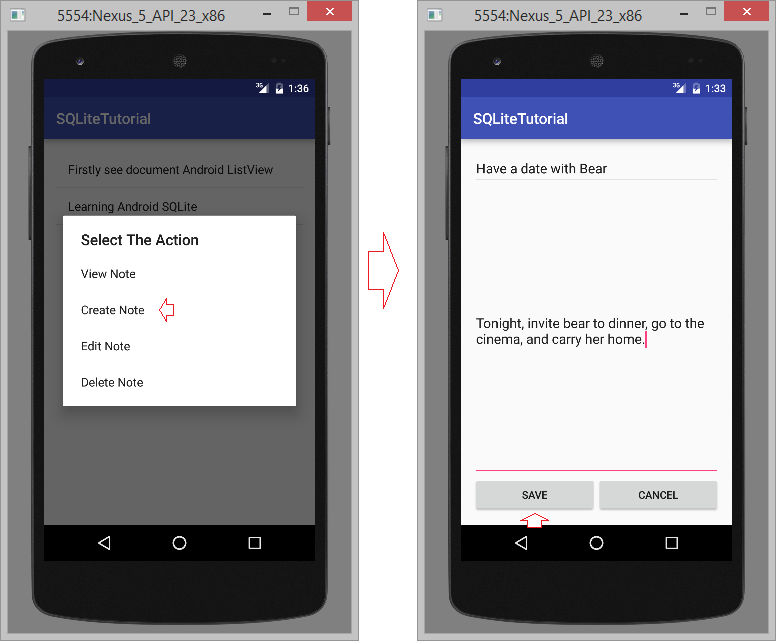 5554:Nexus_5_API_23_x86
3G 1:36
SQLiteTutorial
Firstly see document Android ListView
Learning Android SQLite
Select The Action
View Note
Create Note
Edit Note
Delete Note
5554:Nexus_5_API_23_x86
3G 1:33
SQLiteTutorial
Have a date with Bear
Tonight, invite bear to dinner, go to the
cinema, and carry her home.
SAVE CANCEL